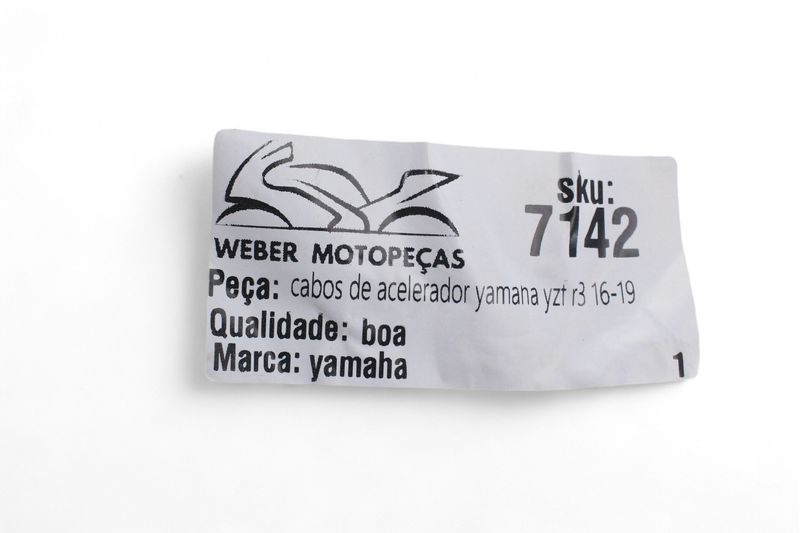 WEBER MOTOPEÇAS
sku:
7142
Peça: cabos de acelerador yamana yzf r3 16-19
Qualidade: boa
Marca: yamaha
1